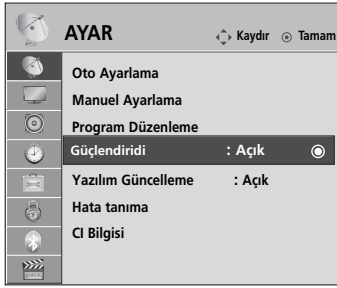 AYAR
Kaydır Tamam
Oto Ayarlama
Manuel Ayarlama
Program Düzenleme
Güçlendiridi : Açık
Yazılım Güncelleme : Açık
Hata tanıma
CI Bilgisi